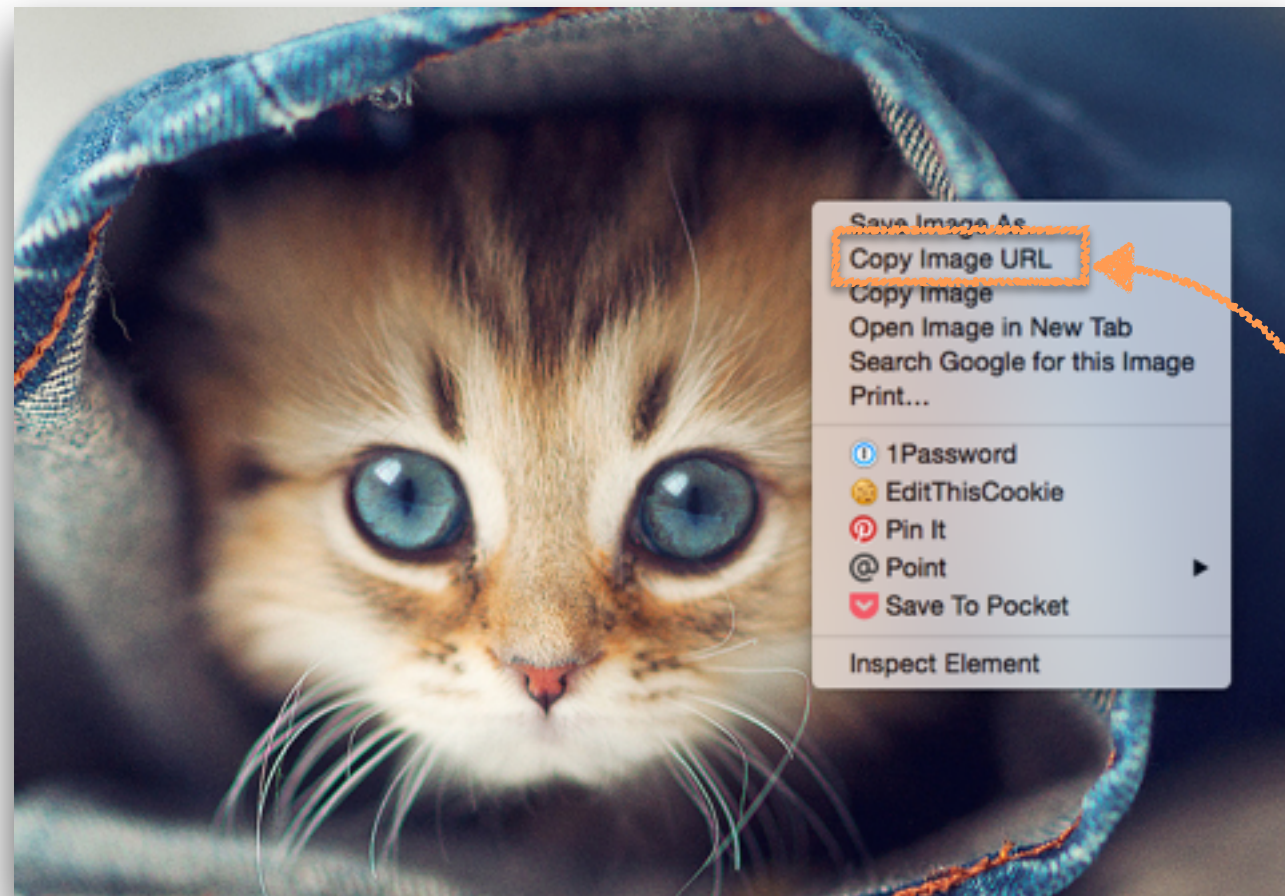 Save Image As
Copy Image URL
Copy Image
Open Image in New Tab
Search Google for this Image
Print...
1Password
EditThisCookie
Pin It
@ Point
Save To Pocket
Inspect Element